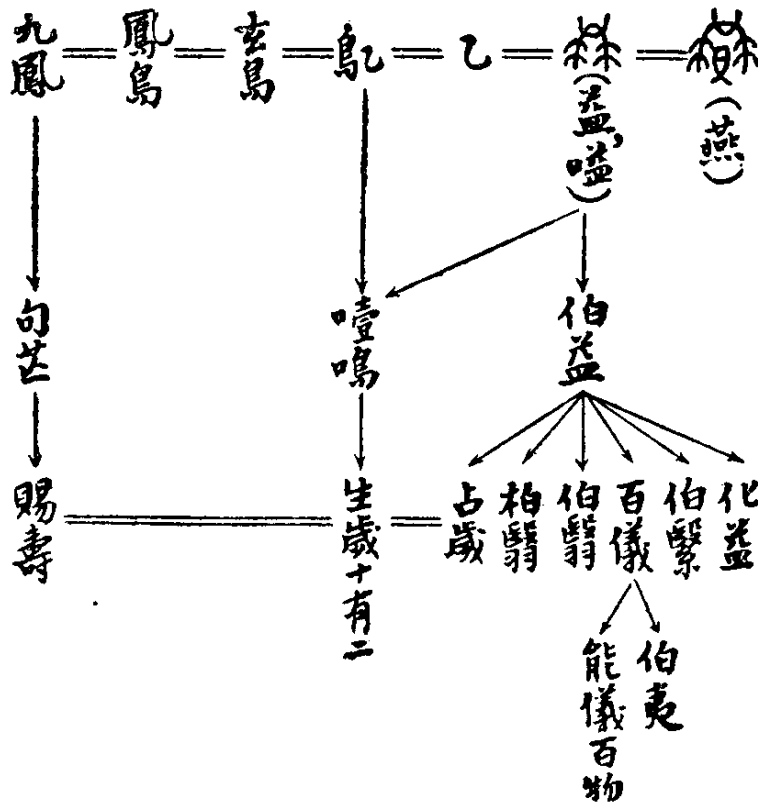 九鳳
鳳鳥
玄鳥
鳦
乙
(益,嗌)
(燕)
句芒
噎鳴
伯益
賜壽
生歲十有二
占歲
柏翳
伯翳
百儀
伯繄
化益
能儀百物
伯夷